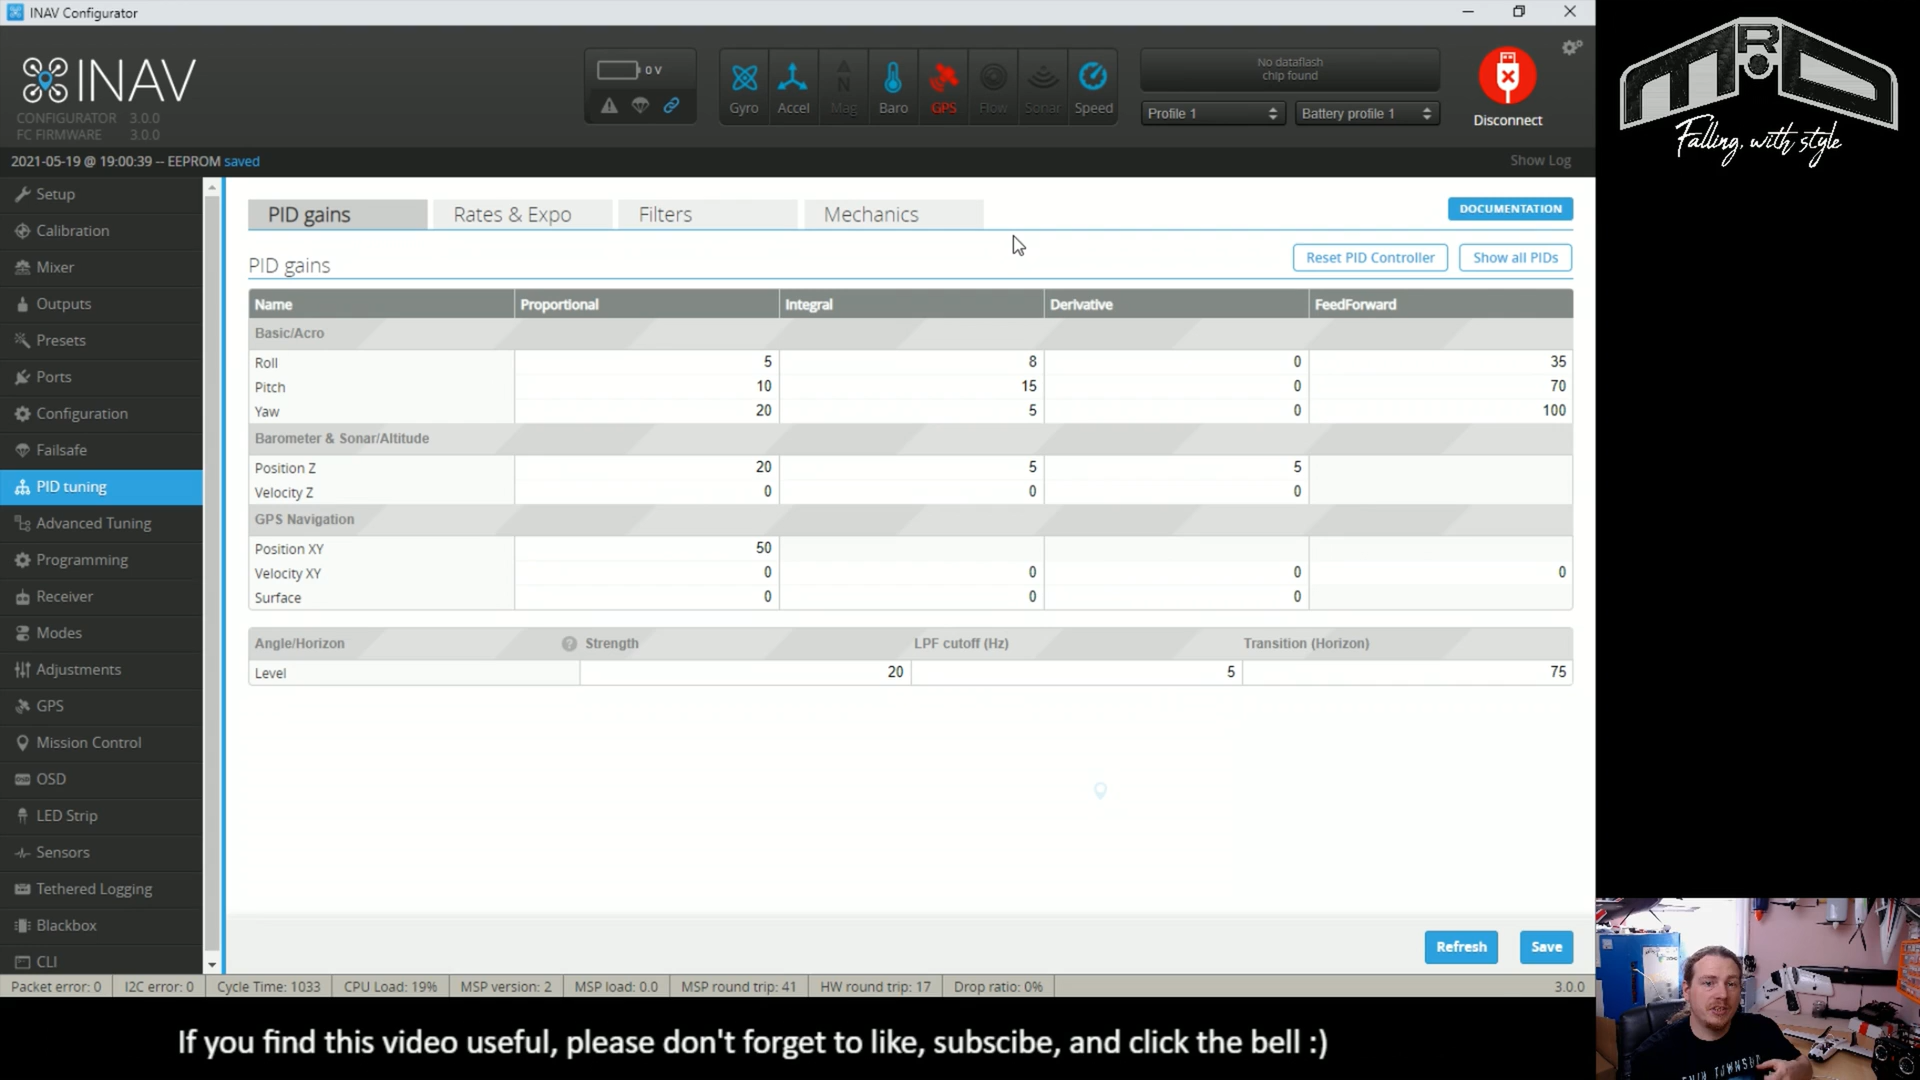 INAV Configurator
INAV
CONFIGURATOR 3.0.0
FC FIRMWARE 3.0.0
0 V
Gyro Accel Mag Baro GPS Flow Sonar Speed
No dataflash
chip found
Profile 1 Battery profile 1
Disconnect
MRD
Falling, with style
2021-05-19 @ 19:00:39 -- EEPROM saved
Show Log
Setup
Calibration
Mixer
Outputs
Presets
Ports
Configuration
Failsafe
PID tuning
Advanced Tuning
Programming
Receiver
Modes
Adjustments
GPS
Mission Control
OSD
LED Strip
Sensors
Tethered Logging
Blackbox
CLI
PID gains Rates & Expo Filters Mechanics
DOCUMENTATION
PID gains
Reset PID Controller Show all PIDs
Name Proportional Integral Derivative FeedForward
Basic/Acro
Roll 5 8 0 35
Pitch 10 15 0 70
Yaw 20 5 0 100
Barometer & Sonar/Altitude
Position Z 20 5 5
Velocity Z 0 0 0
GPS Navigation
Position XY 50
Velocity XY 0 0 0 0
Surface 0 0 0
Angle/Horizon ? Strength LPF cutoff (Hz) Transition (Horizon)
Level 20 5 75
Refresh Save
Packet error: 0 I2C error: 0 Cycle Time: 1033 CPU Load: 19% MSP version: 2 MSP load: 0.0 MSP round trip: 41 HW round trip: 17 Drop ratio: 0% 3.0.0
If you find this video useful, please don't forget to like, subscibe, and click the bell :)